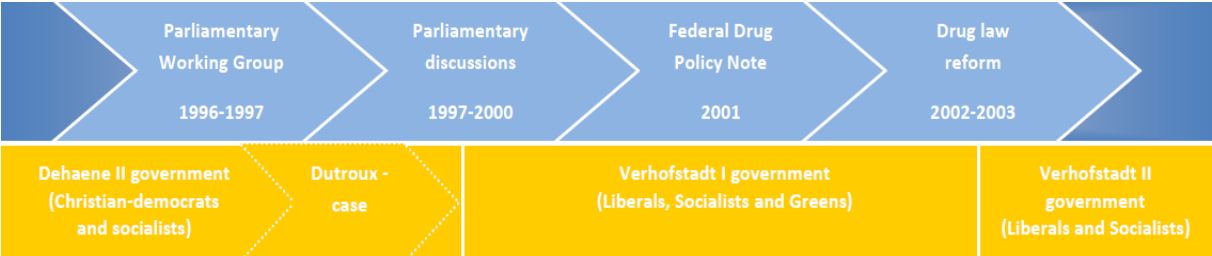 Parliamentary
Working Group
1996-1997
Parliamentary
discussions
1997-2000
Federal Drug
Policy Note
2001
Drug law
reform
2002-2003
Dehaene II government
(Christian-democrats
and socialists)
Dutroux -
case
Verhofstadt I government
(Liberals, Socialists and Greens)
Verhofstadt II
government
(Liberals and Socialists)